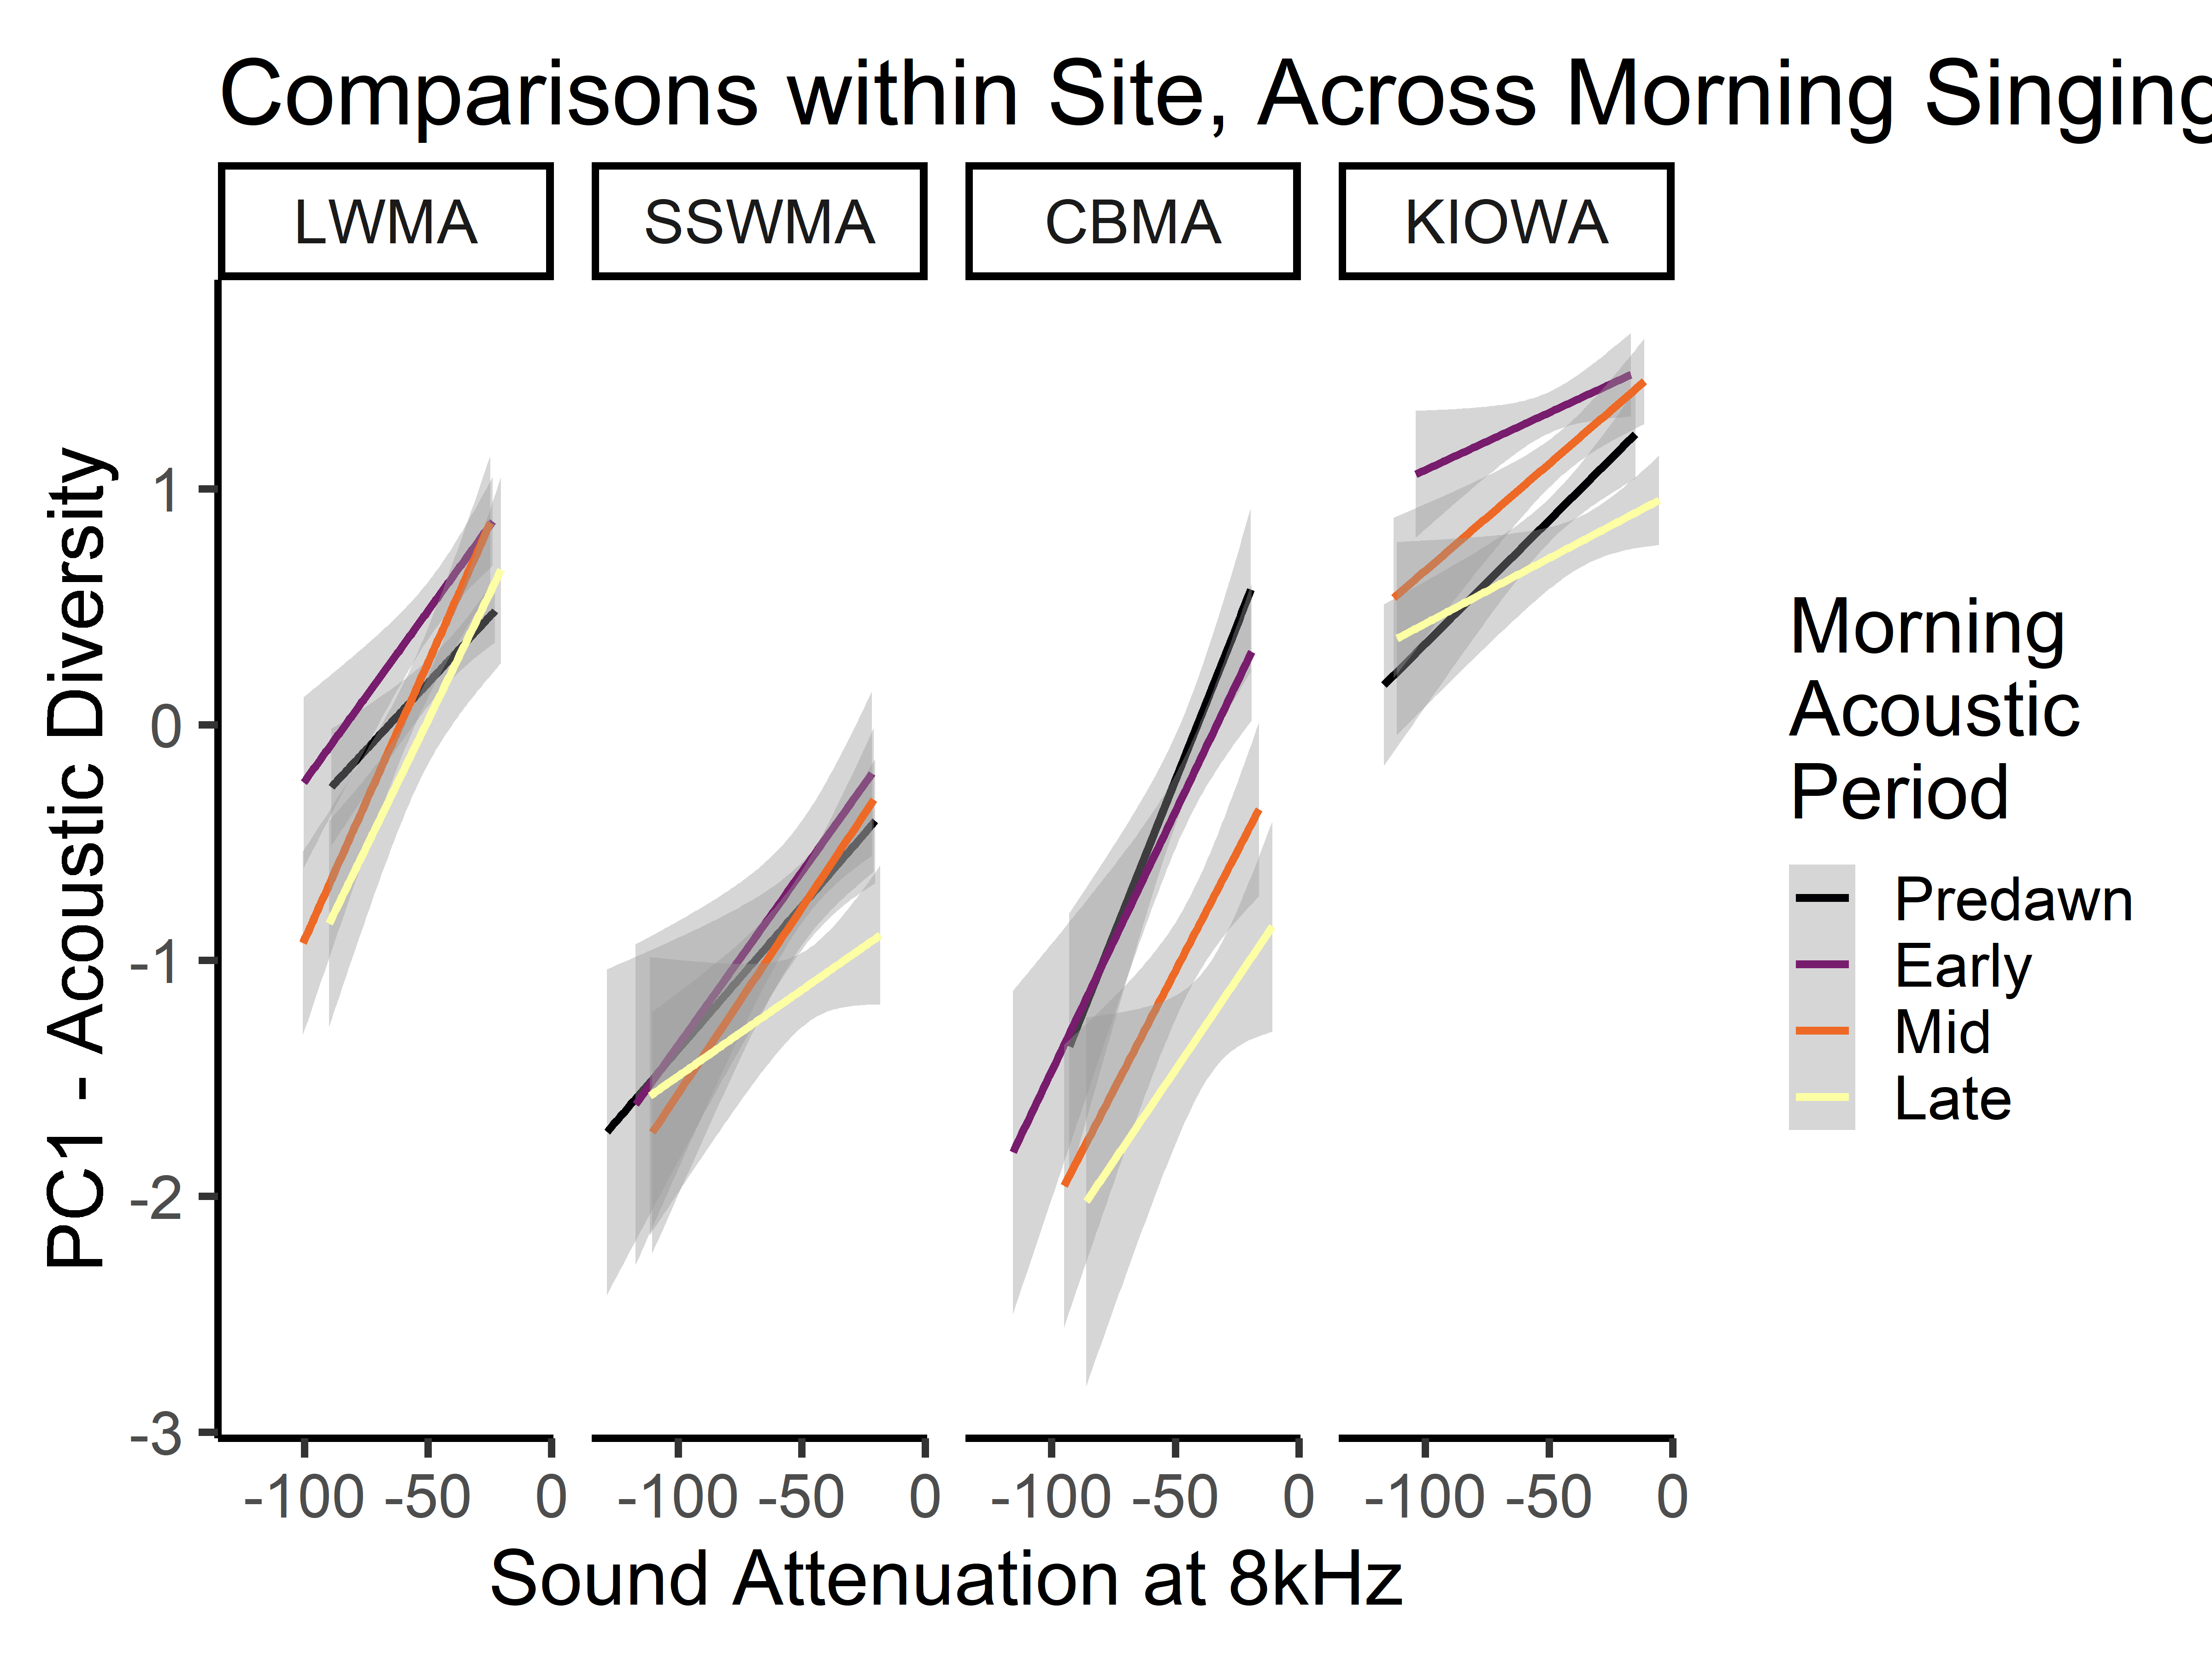 Comparisons within Site, Across Morning Singing
LWMA SSWMA CBMA KIOWA
PC1 - Acoustic Diversity
1
0
-1
-2
-3
-100 -50 0 -100 -50 0 -100 -50 0 -100 -50 0
Sound Attenuation at 8kHz
Morning
Acoustic
Period
Predawn
Early
Mid
Late